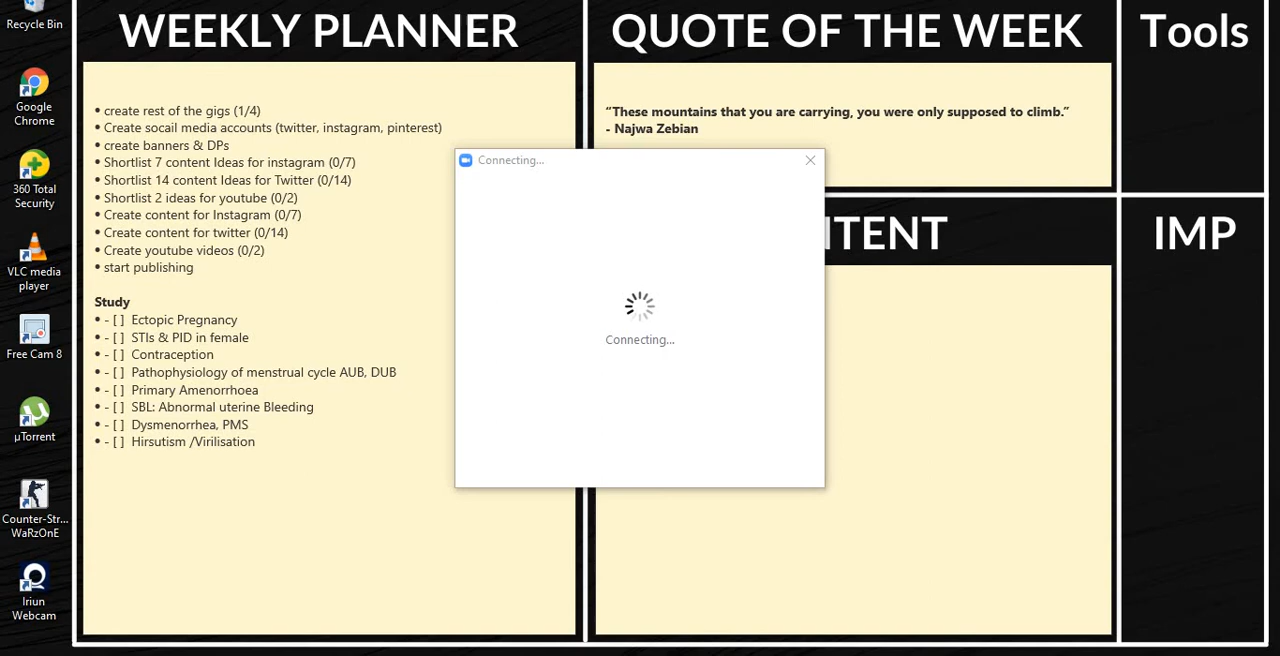 Recycle Bin
Google
Chrome
360 Total
Security
VLC media
player
Free Cam 8
µTorrent
Counter-Str...
WaRzOnE
Iriun
Webcam
WEEKLY PLANNER
• create rest of the gigs (1/4)
• Create socail media accounts (twitter, instagram, pinterest)
• create banners & DPs
• Shortlist 7 content Ideas for instagram (0/7)
• Shortlist 14 content Ideas for Twitter (0/14)
• Shortlist 2 ideas for youtube (0/2)
• Create content for Instagram (0/7)
• Create content for twitter (0/14)
• Create youtube videos (0/2)
• start publishing
Study
• - [ ] Ectopic Pregnancy
• - [ ] STIs & PID in female
• - [ ] Contraception
• - [ ] Pathophysiology of menstrual cycle AUB, DUB
• - [ ] Primary Amenorrhoea
• - [ ] SBL: Abnormal uterine Bleeding
• - [ ] Dysmenorrhea, PMS
• - [ ] Hirsutism /Virilisation
QUOTE OF THE WEEK
“These mountains that you are carrying, you were only supposed to climb.”
- Najwa Zebian
Connecting...
Connecting...
TENT
Tools
IMP